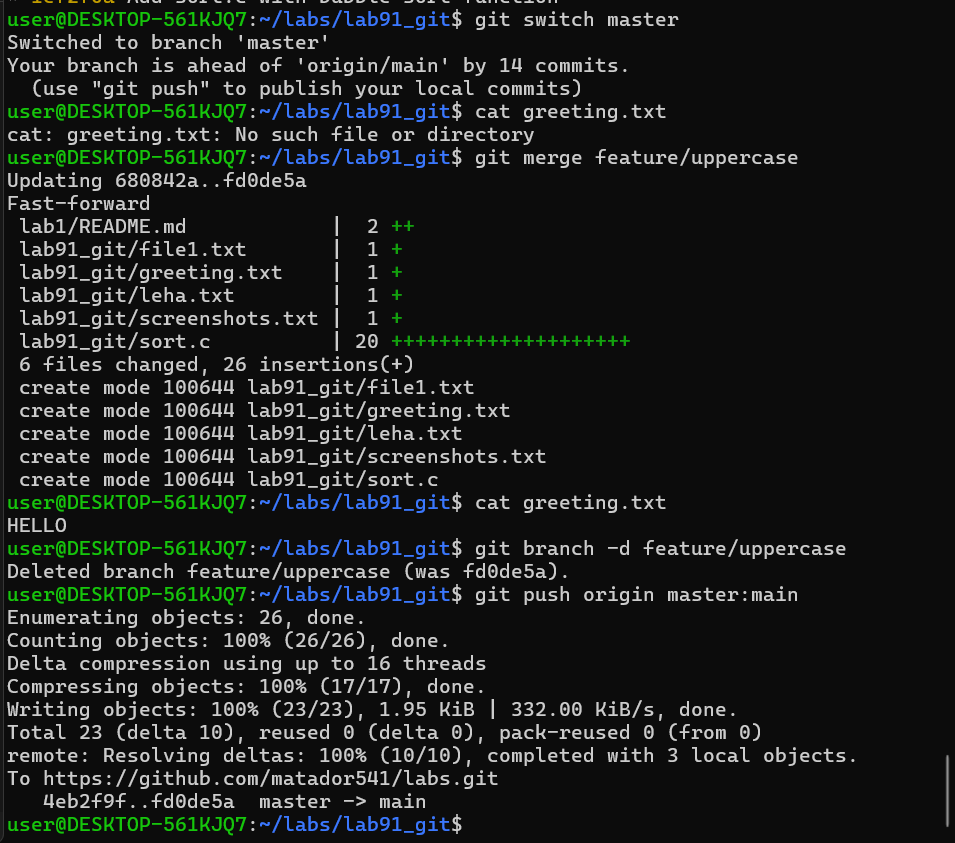 * 1ef2f6a Add sort.c with bubble sort function
user@DESKTOP-561KJQ7:~/labs/lab91_git$ git switch master
Switched to branch 'master'
Your branch is ahead of 'origin/main' by 14 commits.
  (use "git push" to publish your local commits)
user@DESKTOP-561KJQ7:~/labs/lab91_git$ cat greeting.txt
cat: greeting.txt: No such file or directory
user@DESKTOP-561KJQ7:~/labs/lab91_git$ git merge feature/uppercase
Updating 680842a..fd0de5a
Fast-forward
 lab1/README.md            |  2 ++
 lab91_git/file1.txt       |  1 +
 lab91_git/greeting.txt    |  1 +
 lab91_git/leha.txt        |  1 +
 lab91_git/screenshots.txt |  1 +
 lab91_git/sort.c          | 20 ++++++++++++++++++++
 6 files changed, 26 insertions(+)
 create mode 100644 lab91_git/file1.txt
 create mode 100644 lab91_git/greeting.txt
 create mode 100644 lab91_git/leha.txt
 create mode 100644 lab91_git/screenshots.txt
 create mode 100644 lab91_git/sort.c
user@DESKTOP-561KJQ7:~/labs/lab91_git$ cat greeting.txt
HELLO
user@DESKTOP-561KJQ7:~/labs/lab91_git$ git branch -d feature/uppercase
Deleted branch feature/uppercase (was fd0de5a).
user@DESKTOP-561KJQ7:~/labs/lab91_git$ git push origin master:main
Enumerating objects: 26, done.
Counting objects: 100% (26/26), done.
Delta compression using up to 16 threads
Compressing objects: 100% (17/17), done.
Writing objects: 100% (23/23), 1.95 KiB | 332.00 KiB/s, done.
Total 23 (delta 10), reused 0 (delta 0), pack-reused 0 (from 0)
remote: Resolving deltas: 100% (10/10), completed with 3 local objects.
To https://github.com/matador541/labs.git
   4eb2f9f..fd0de5a  master -> main
user@DESKTOP-561KJQ7:~/labs/lab91_git$